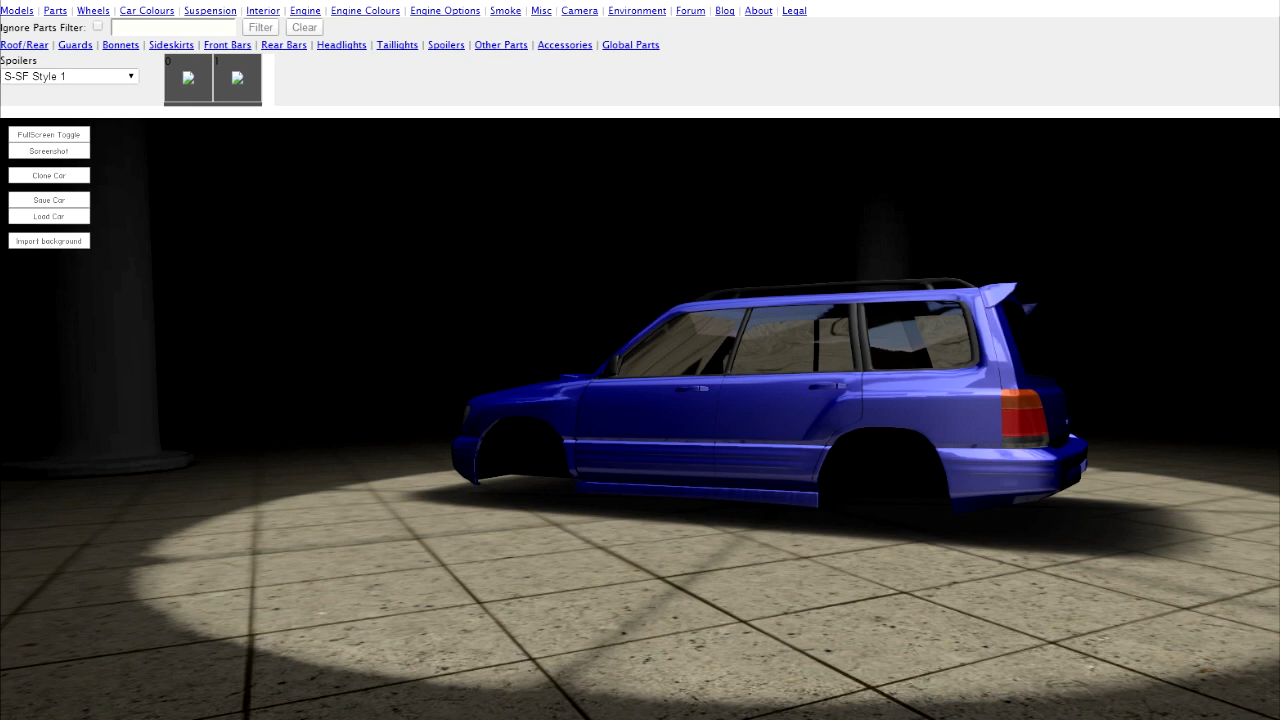 Models | Parts | Wheels | Car Colours | Suspension | Interior | Engine | Engine Colours | Engine Options | Smoke | Misc | Camera | Environment | Forum | Blog | About | Legal
Ignore Parts Filter: Filter Clear
Roof/Rear | Guards | Bonnets | Sideskirts | Front Bars | Rear Bars | Headlights | Taillights | Spoilers | Other Parts | Accessories | Global Parts
Spoilers
S-SF Style 1
0 1
FullScreen Toggle
Screenshot
Clone Car
Save Car
Load Car
Import background